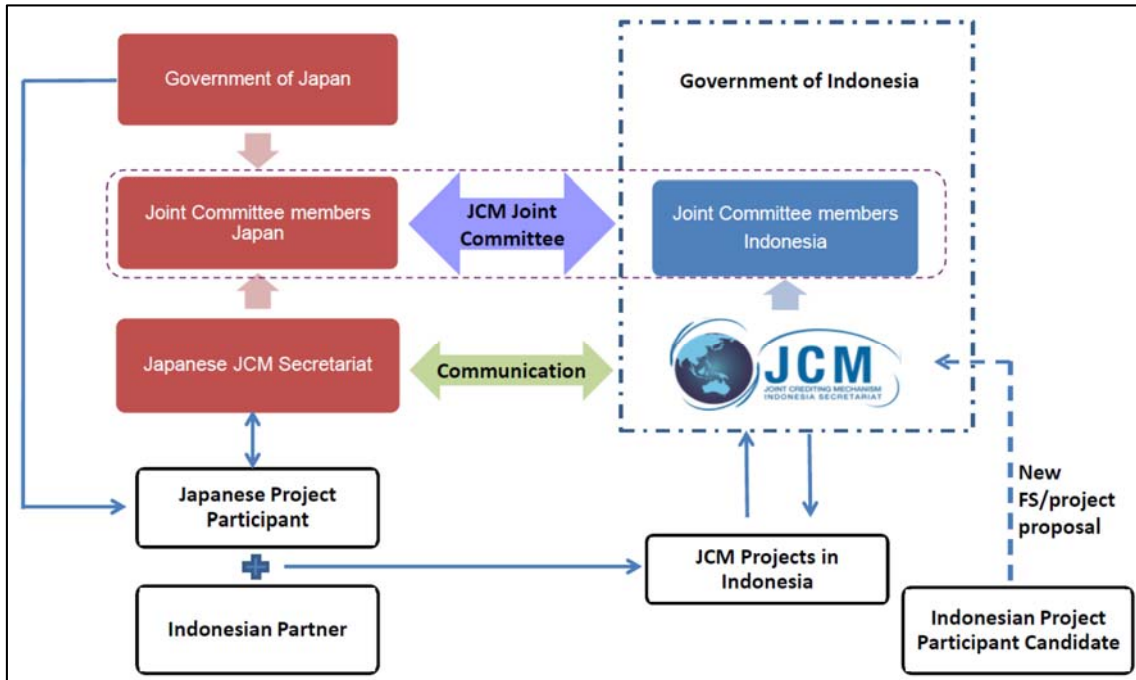 Government of Japan
Government of Indonesia
Joint Committee members
Japan
JCM Joint
Committee
Joint Committee members
Indonesia
Japanese JCM Secretariat
Communication
JCM
JOINT CREDITING MECHANISM
INDONESIA SECRETARIAT
New
FS/project
proposal
Japanese Project
Participant
JCM Projects in
Indonesia
Indonesian Partner
Indonesian Project
Participant Candidate